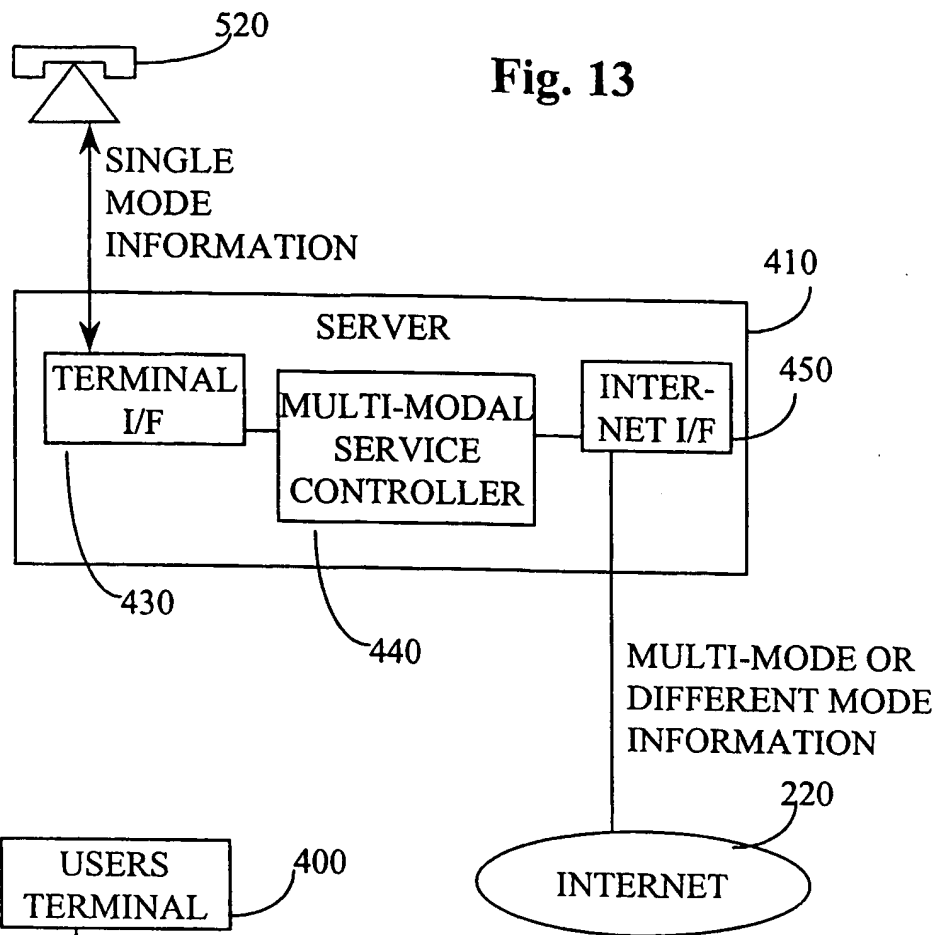 520
Fig. 13
SINGLE
MODE
INFORMATION
410
SERVER
TERMINAL
I/F
MULTI-MODAL
SERVICE
CONTROLLER
INTER-
NET I/F
450
430
440
MULTI-MODE OR
DIFFERENT MODE
INFORMATION
220
INTERNET
USERS
TERMINAL
400